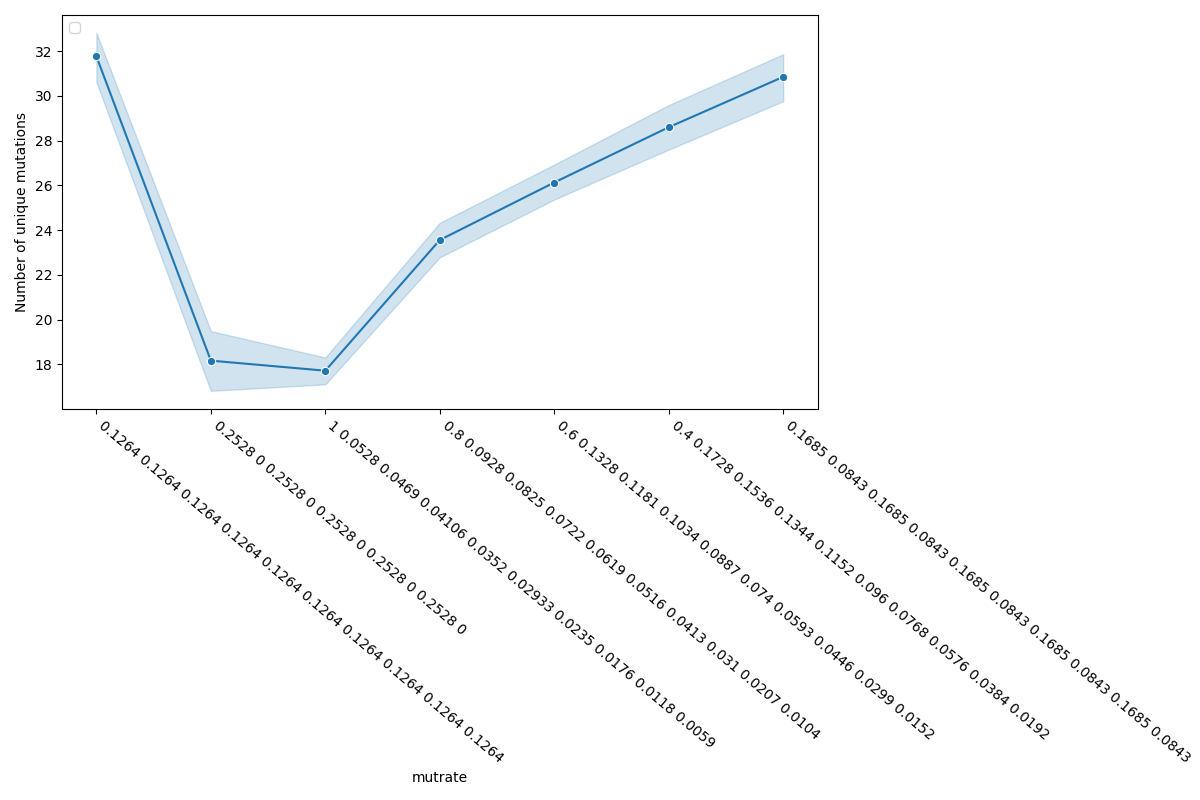 32
30
28
26
24
22
20
18
Number of unique mutations
0.1264 0.1264 0.1264 0.1264 0.1264 0.1264 0.1264 0.1264 0.1264 0.1264
0.2528 0 0.2528 0 0.2528 0 0.2528 0 0.2528 0
1 0.0528 0.0469 0.04106 0.0352 0.02933 0.0235 0.0176 0.0118 0.0059
0.8 0.0928 0.0825 0.0722 0.0619 0.0516 0.0413 0.031 0.0207 0.0104
0.6 0.1328 0.1181 0.1034 0.0887 0.074 0.0593 0.0446 0.0299 0.0152
0.4 0.1728 0.1536 0.1344 0.1152 0.096 0.0768 0.0576 0.0384 0.0192
0.1685 0.0843 0.1685 0.0843 0.1685 0.0843 0.1685 0.0843 0.1685 0.0843
mutrate